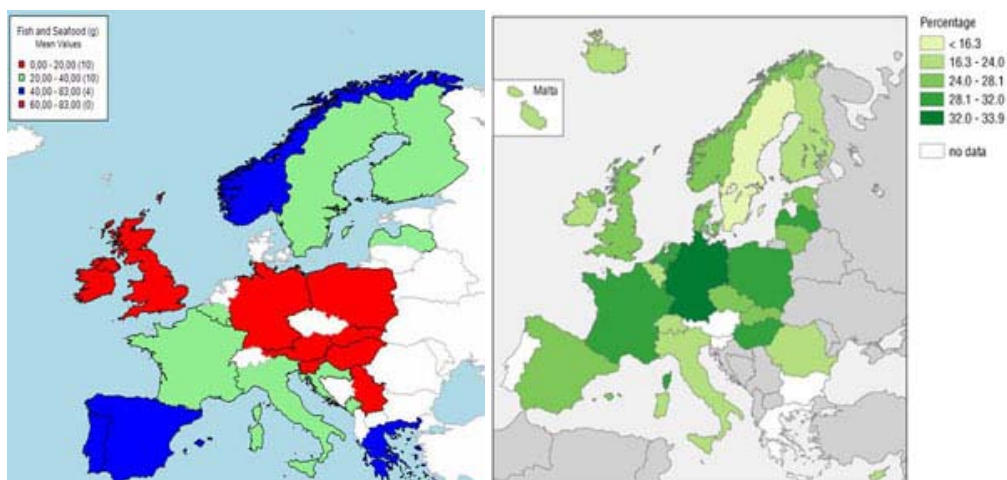 Fish and Seafood (g)
Mean Values
0,00 - 20,00 (10)
20,00 - 40,00 (10)
40,00 - 83,00 (4)
60,00 - 83,00 (0)
Malta
Percentage
< 16.3
16.3 - 24.0
24.0 - 28.1
28.1 - 32.0
32.0 - 33.9
no data